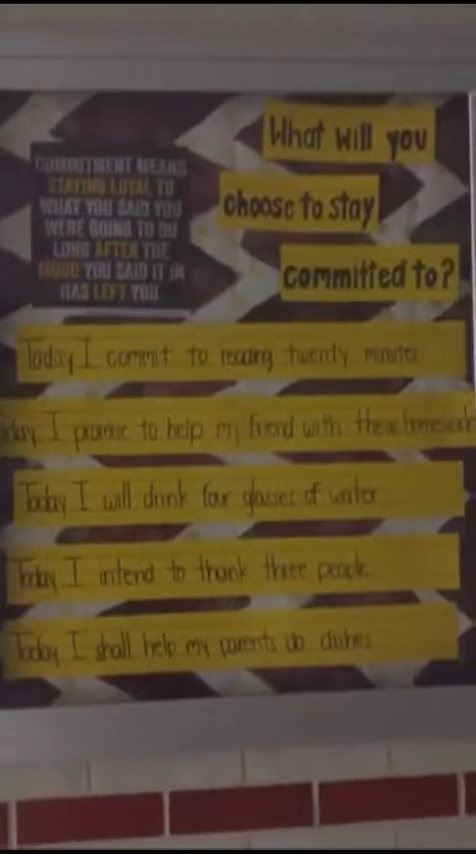 What will you
choose to stay
committed to?
COMMITMENT MEANS
STAYING LOYAL TO
WHAT YOU SAID YOU
WERE GOING TO DO
LONG AFTER THE
MOOD YOU SAID IT IN
HAS LEFT YOU.
Today I commit to reading twenty minutes
day I promise to help my friend with there homework
Today I will drink four glasses of water
Today I intend to thank three people
Today I shall help my parents do dishes